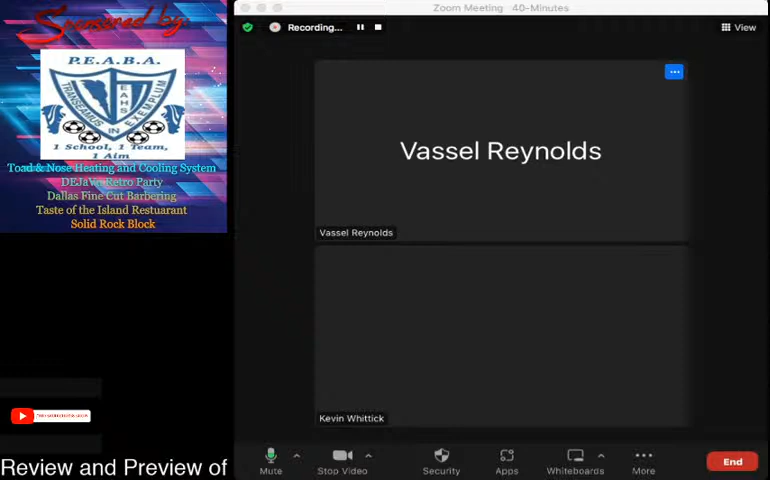 Sponsored by:
P.E.A.B.A.
TRANSEAMUS
EAHS
IN EXEMPLUM
1 School, 1 Team,
1 Aim
Toad & Nose Heating and Cooling System
DEJaVu Retro Party
Dallas Fine Cut Barbering
Taste of the Island Restuarant
Solid Rock Block
Review and Preview of
Zoom Meeting 40-Minutes
Recording...
View
Vassel Reynolds
Vassel Reynolds
Kevin Whittick
Mute
Stop Video
Security
Apps
Whiteboards
More
End